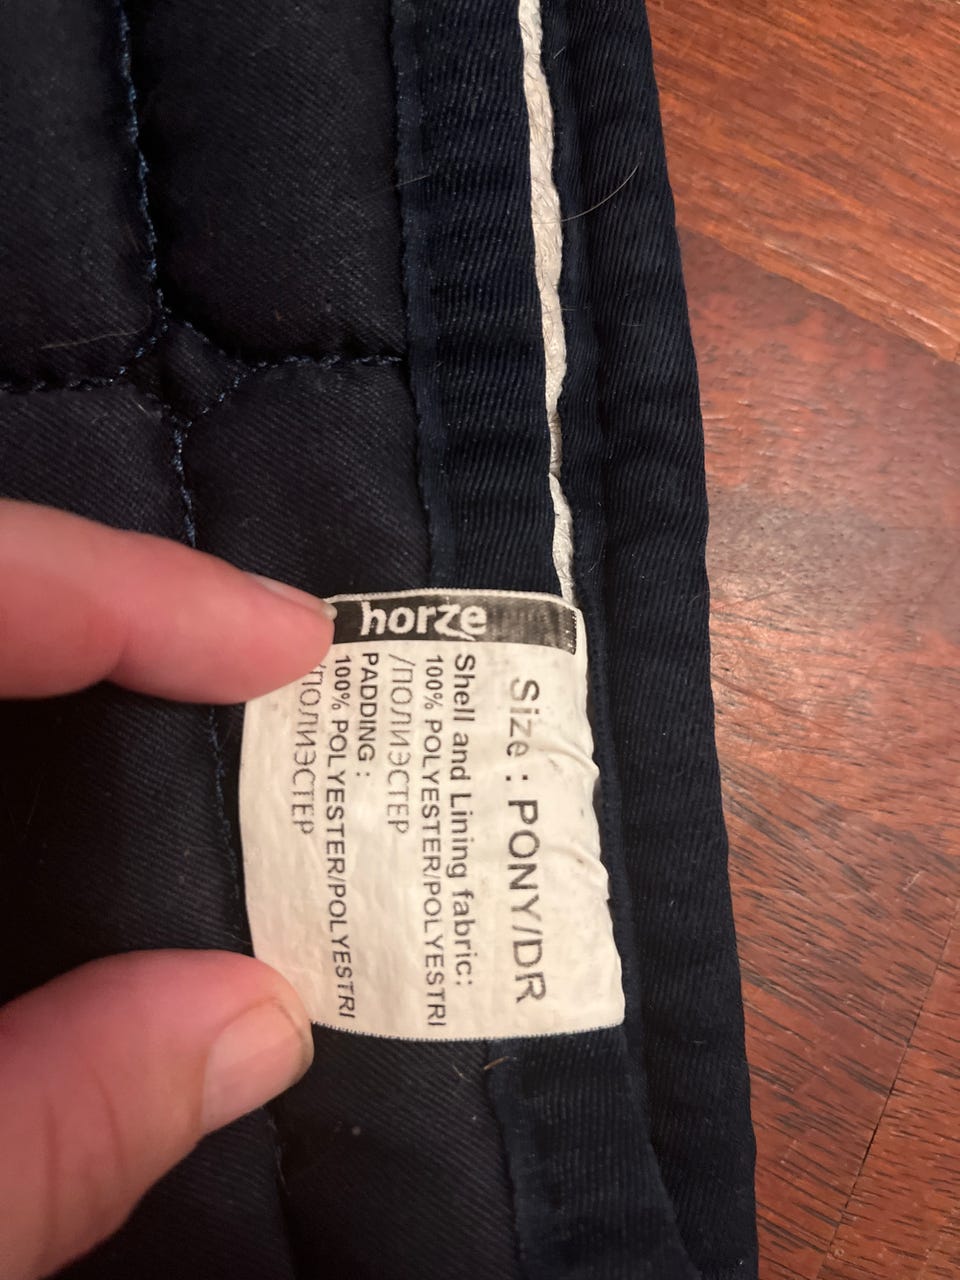 horze
Size : PONY/DR
Shell and Lining fabric:
100% POLYESTER/POLYESTRI
/ПОЛИЭСТЕР
PADDING :
100% POLYESTER/POLYESTRI
/ПОЛИЭСТЕР